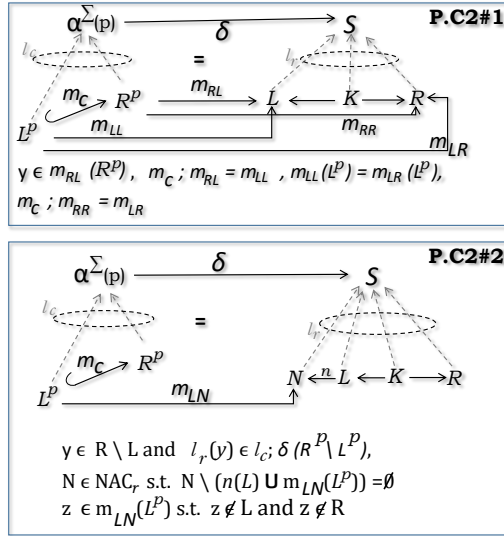 P.C2#1
α^Σ(p) δ S
l_c = l_r
m_C R^p m_RL L K R
L^p m_LL m_RR m_LR
y ∈ m_RL (R^p), m_C ; m_RL = m_LL , m_LL(L^p) = m_LR (L^p),
m_C ; m_RR = m_LR
P.C2#2
α^Σ(p) δ S
l_c = l_r
m_C R^p N n L K R
L^p m_LN
y ∈ R \ L and l_r(y) ∈ l_c; δ (R^p \ L^p),
N ∈ NAC_r s.t. N \ (n(L) ∪ m_LN(L^p)) =∅
z ∈ m_LN(L^p) s.t. z ∉ L and z ∉ R